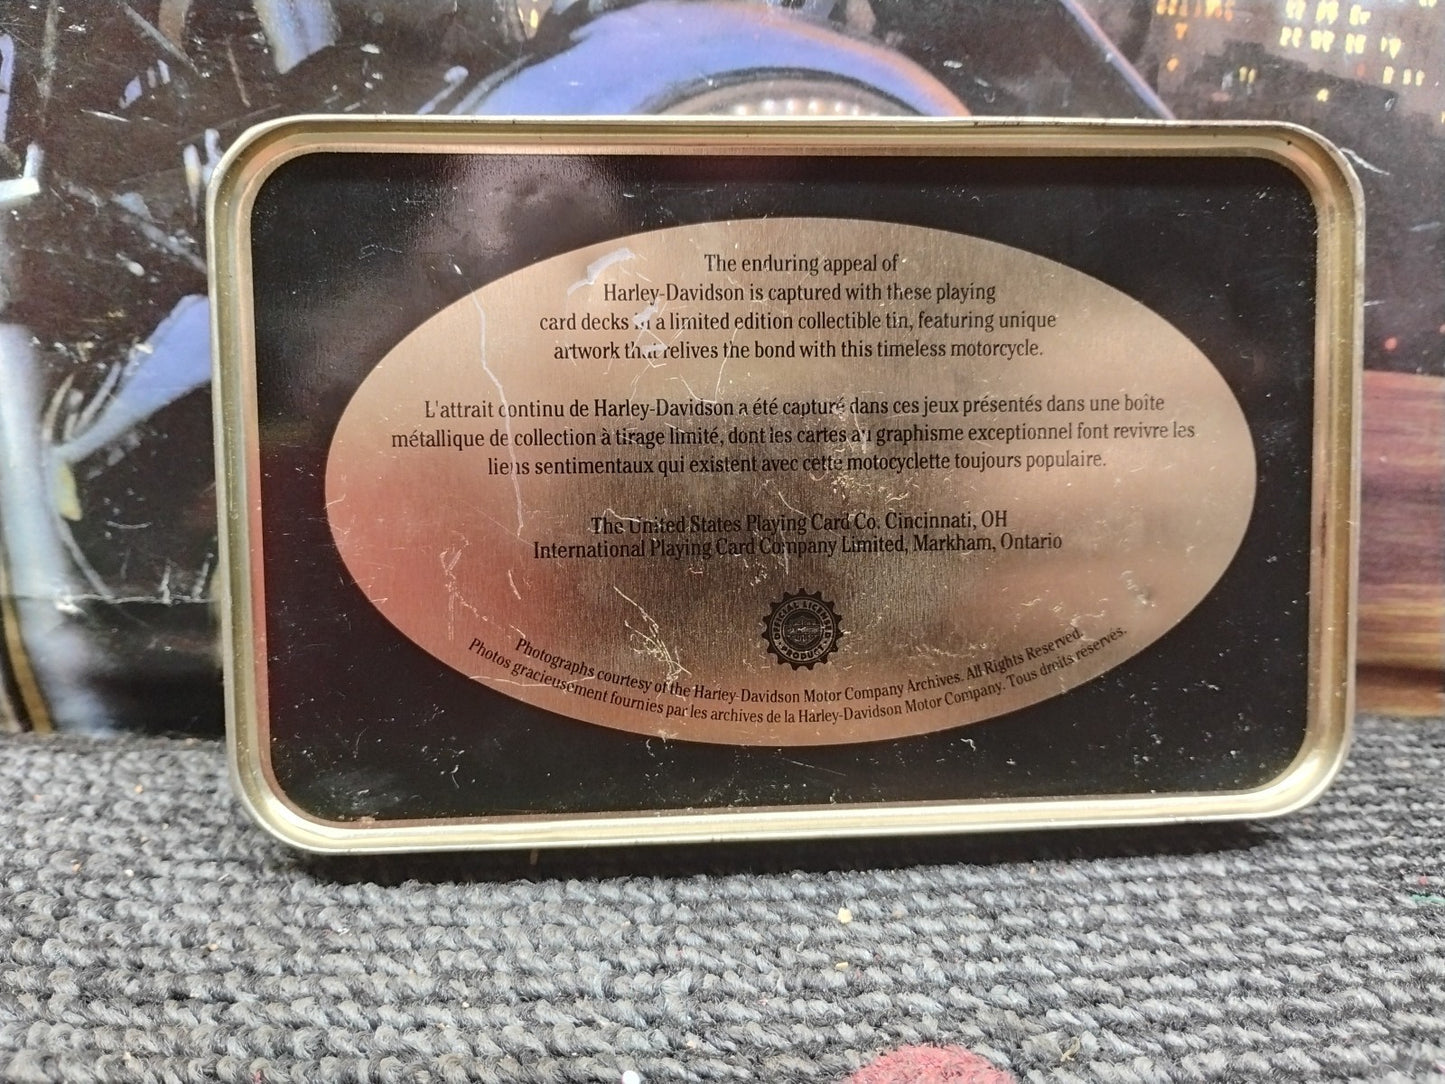 The enduring appeal of
Harley-Davidson is captured with these playing
card decks in a limited edition collectible tin, featuring unique
artwork that relives the bond with this timeless motorcycle.
L'attrait continu de Harley-Davidson a été capturé dans ces jeux présentés dans une boîte
métallique de collection à tirage limité, dont les cartes au graphisme exceptionnel font revivre les
liens sentimentaux qui existent avec cette motocyclette toujours populaire.
The United States Playing Card Co. Cincinnati, OH
International Playing Card Company Limited, Markham, Ontario
OFFICIAL LICENSED
PRODUCT
Photographs courtesy of the Harley-Davidson Motor Company Archives. All Rights Reserved.
Photos gracieusement fournies par les archives de la Harley-Davidson Motor Company. Tous droits réservés.